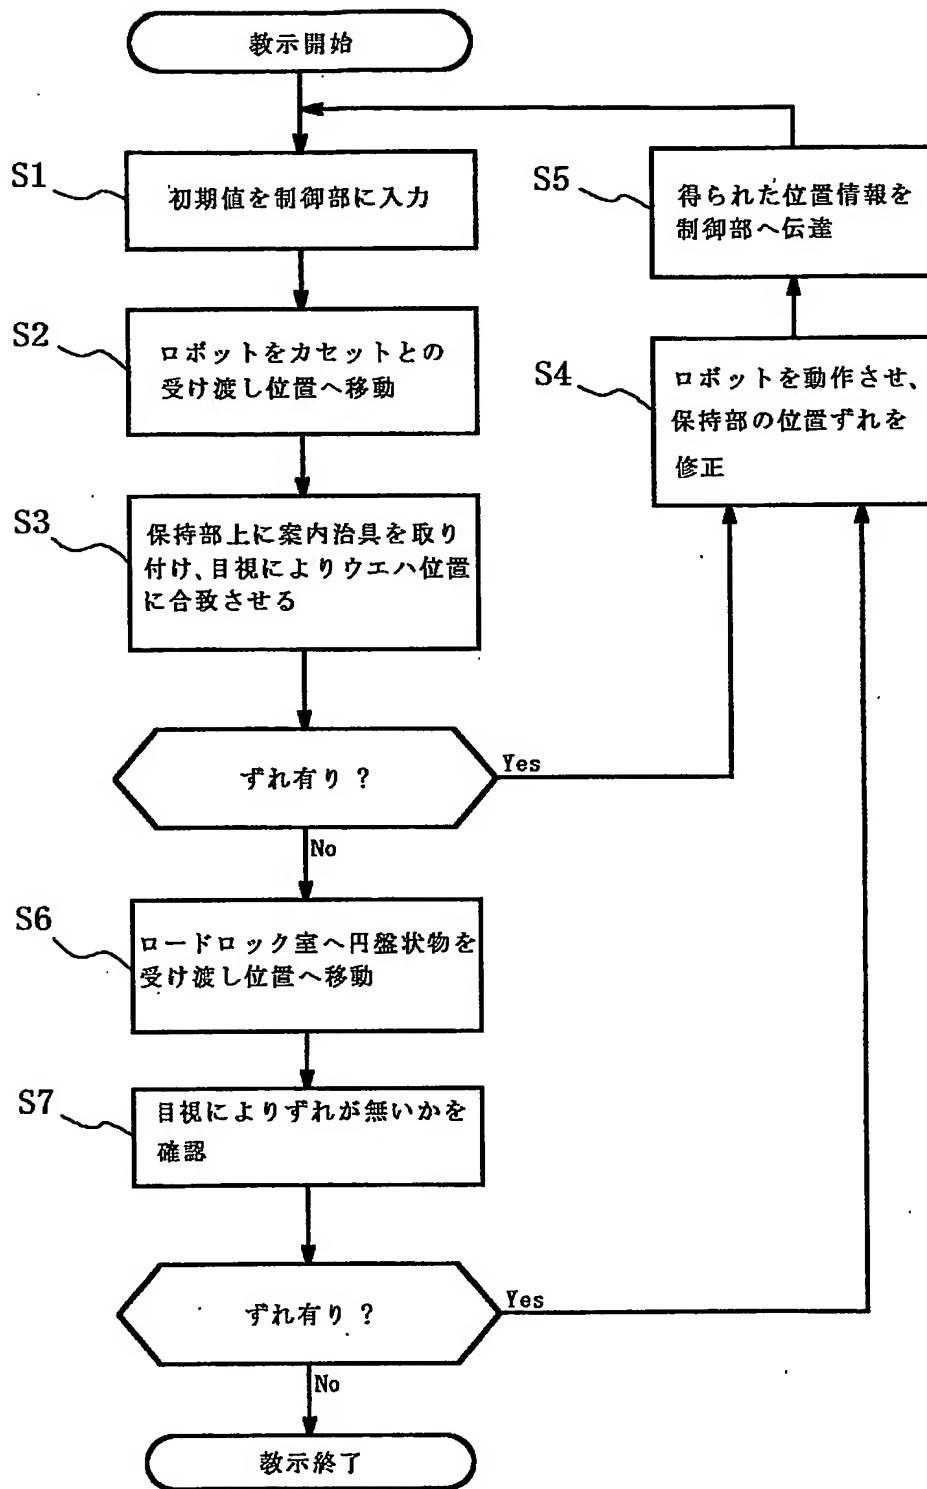 教示開始
S1
初期値を制御部に入力
S2
ロボットをカセットとの
受け渡し位置へ移動
S3
保持部上に案内治具を取り
付け、目視によりウエハ位置
に合致させる
ずれ有り?
Yes
No
S4
ロボットを動作させ、
保持部の位置ずれを
修正
S5
得られた位置情報を
制御部へ伝達
S6
ロードロック室へ円盤状物を
受け渡し位置へ移動
S7
目視によりずれが無いかを
確認
ずれ有り?
Yes
No
教示終了